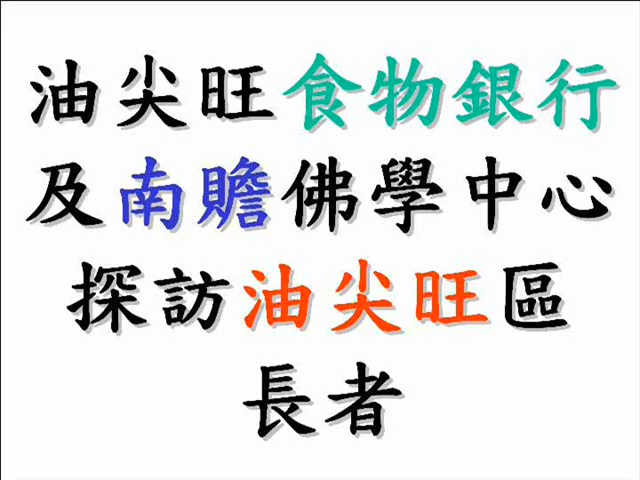 油尖旺食物銀行
及南贍佛學中心
探訪油尖旺區
長者